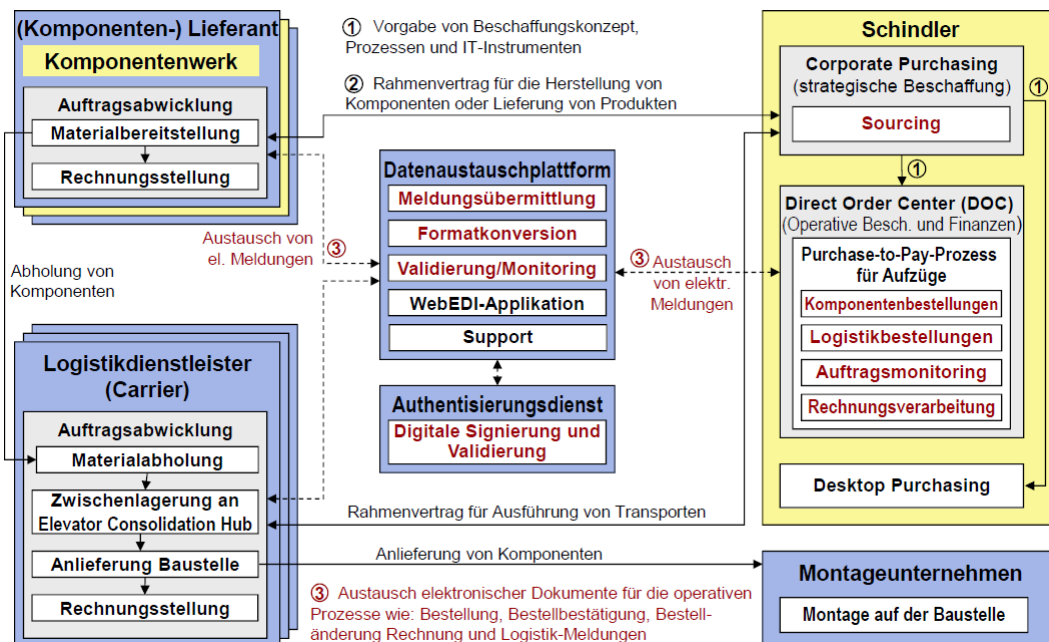 (Komponenten-) Lieferant
Komponentenwerk
Auftragsabwicklung
Materialbereitstellung
Rechnungsstellung
① Vorgabe von Beschaffungskonzept,
Prozessen und IT-Instrumenten
② Rahmenvertrag für die Herstellung von
Komponenten oder Lieferung von Produkten
Schindler
Corporate Purchasing
(strategische Beschaffung)
①
Sourcing
①
Datenaustauschplattform
Meldungsübermittlung
Formatkonversion
Validierung/Monitoring
WebEDI-Applikation
Support
Austausch von
el. Meldungen
③
③ Austausch
von elektr.
Meldungen
Direct Order Center (DOC)
(Operative Besch. und Finanzen)
Purchase-to-Pay-Prozess
für Aufzüge
Komponentenbestellungen
Logistikbestellungen
Auftragsmonitoring
Rechnungsverarbeitung
Abholung von
Komponenten
Authentisierungsdienst
Digitale Signierung und
Validierung
Logistikdienstleister
(Carrier)
Auftragsabwicklung
Materialabholung
Zwischenlagerung an
Elevator Consolidation Hub
Anlieferung Baustelle
Rechnungsstellung
Desktop Purchasing
Rahmenvertrag für Ausführung von Transporten
Anlieferung von Komponenten
③ Austausch elektronischer Dokumente für die operativen
Prozesse wie: Bestellung, Bestellbestätigung, Bestell-
änderung Rechnung und Logistik-Meldungen
Montageunternehmen
Montage auf der Baustelle